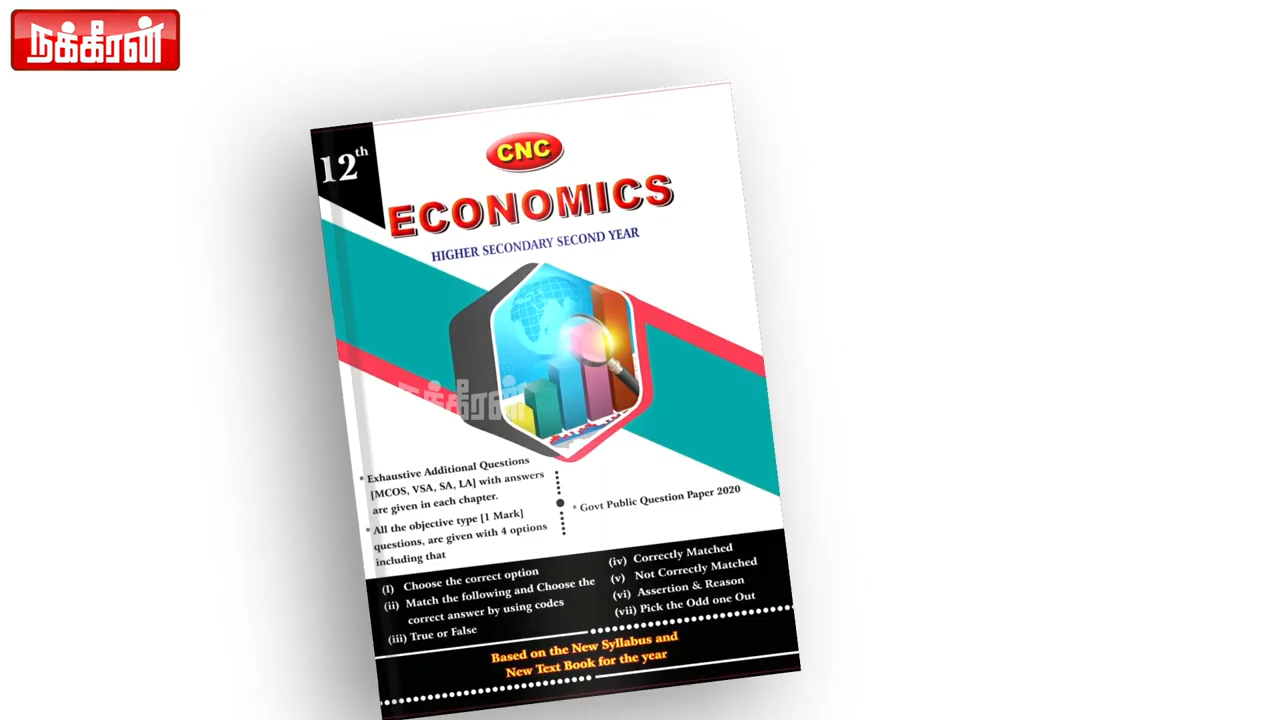 நக்கீரன்
12th
CNC
ECONOMICS
HIGHER SECONDARY SECOND YEAR
நக்கீரன்
* Exhaustive Additional Questions
[MCOS, VSA, SA, LA] with answers
are given in each chapter.
* All the objective type [1 Mark]
questions, are given with 4 options
including that
* Govt Public Question Paper 2020
(I) Choose the correct option
(ii) Match the following and Choose the
correct answer by using codes
(iii) True or False
(iv) Correctly Matched
(v) Not Correctly Matched
(vi) Assertion & Reason
(vii) Pick the Odd one Out
Based on the New Syllabus and
New Text Book for the year